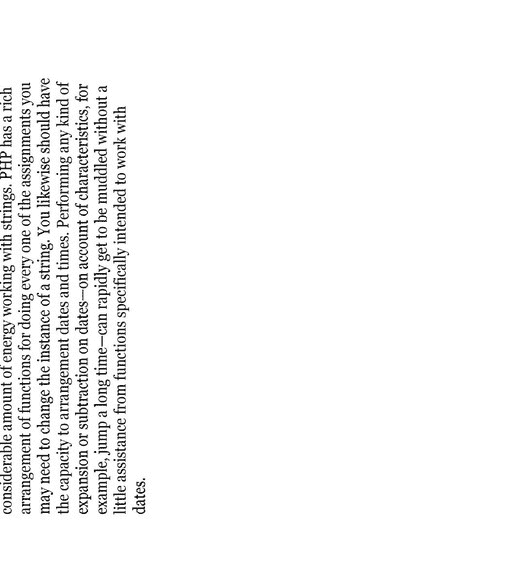 considerable amount of energy working with strings. PHP has a rich
arrangement of functions for doing every one of the assignments you
may need to change the instance of a string. You likewise should have
the capacity to arrangement dates and times. Performing any kind of
expansion or subtraction on dates—on account of characteristics, for
example, jump a long time—can rapidly get to be muddled without a
little assistance from functions specifically intended to work with
dates.